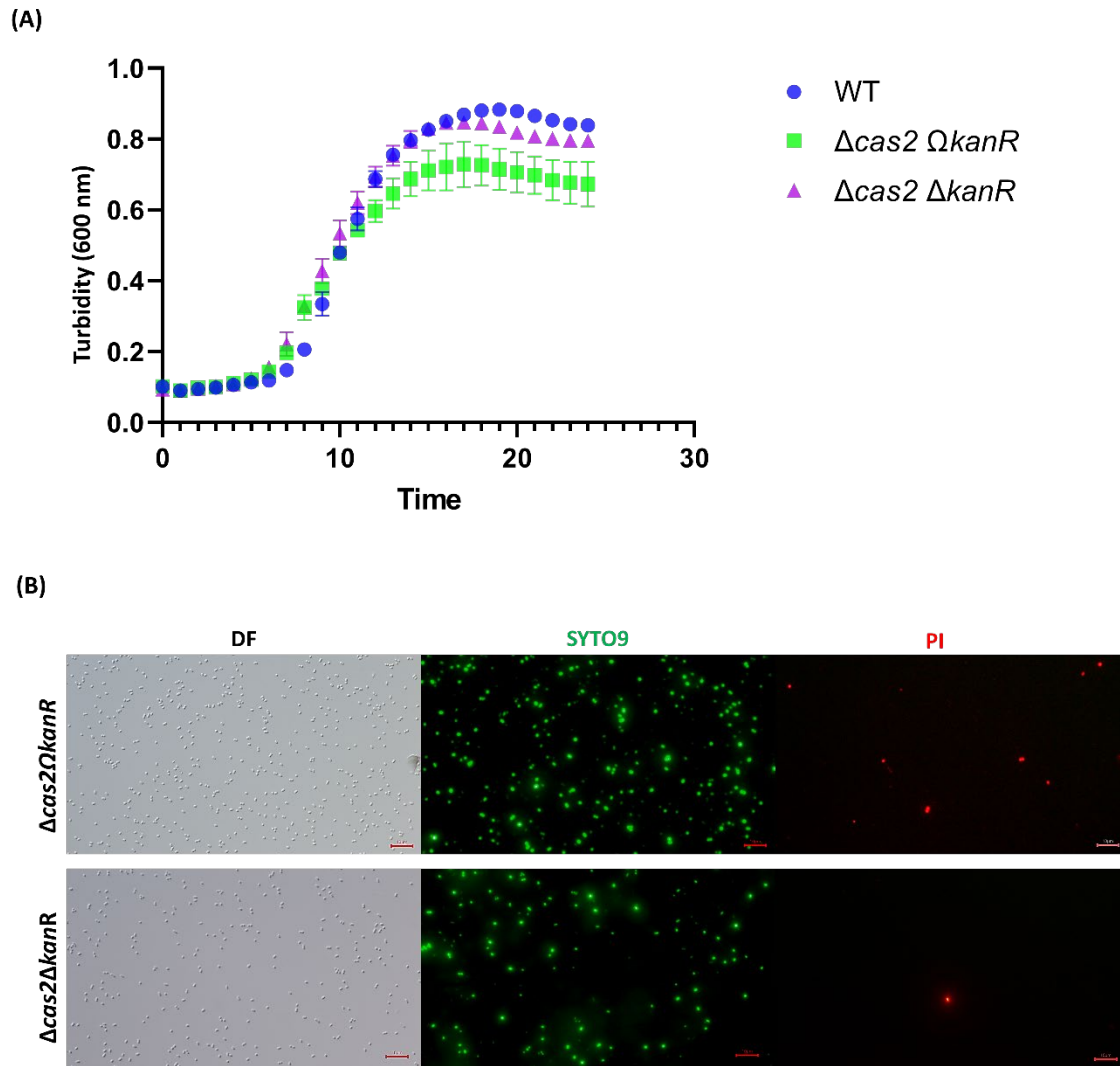 (A)
1.0
0.8
0.6
0.4
0.2
0.0
Turbidity (600 nm)
0
10
20
30
Time
WT
Δcas2 ΩkanR
Δcas2 ΔkanR
(B)
DF
SYTO9
PI
Δcas2ΩkanR
Δcas2ΔkanR